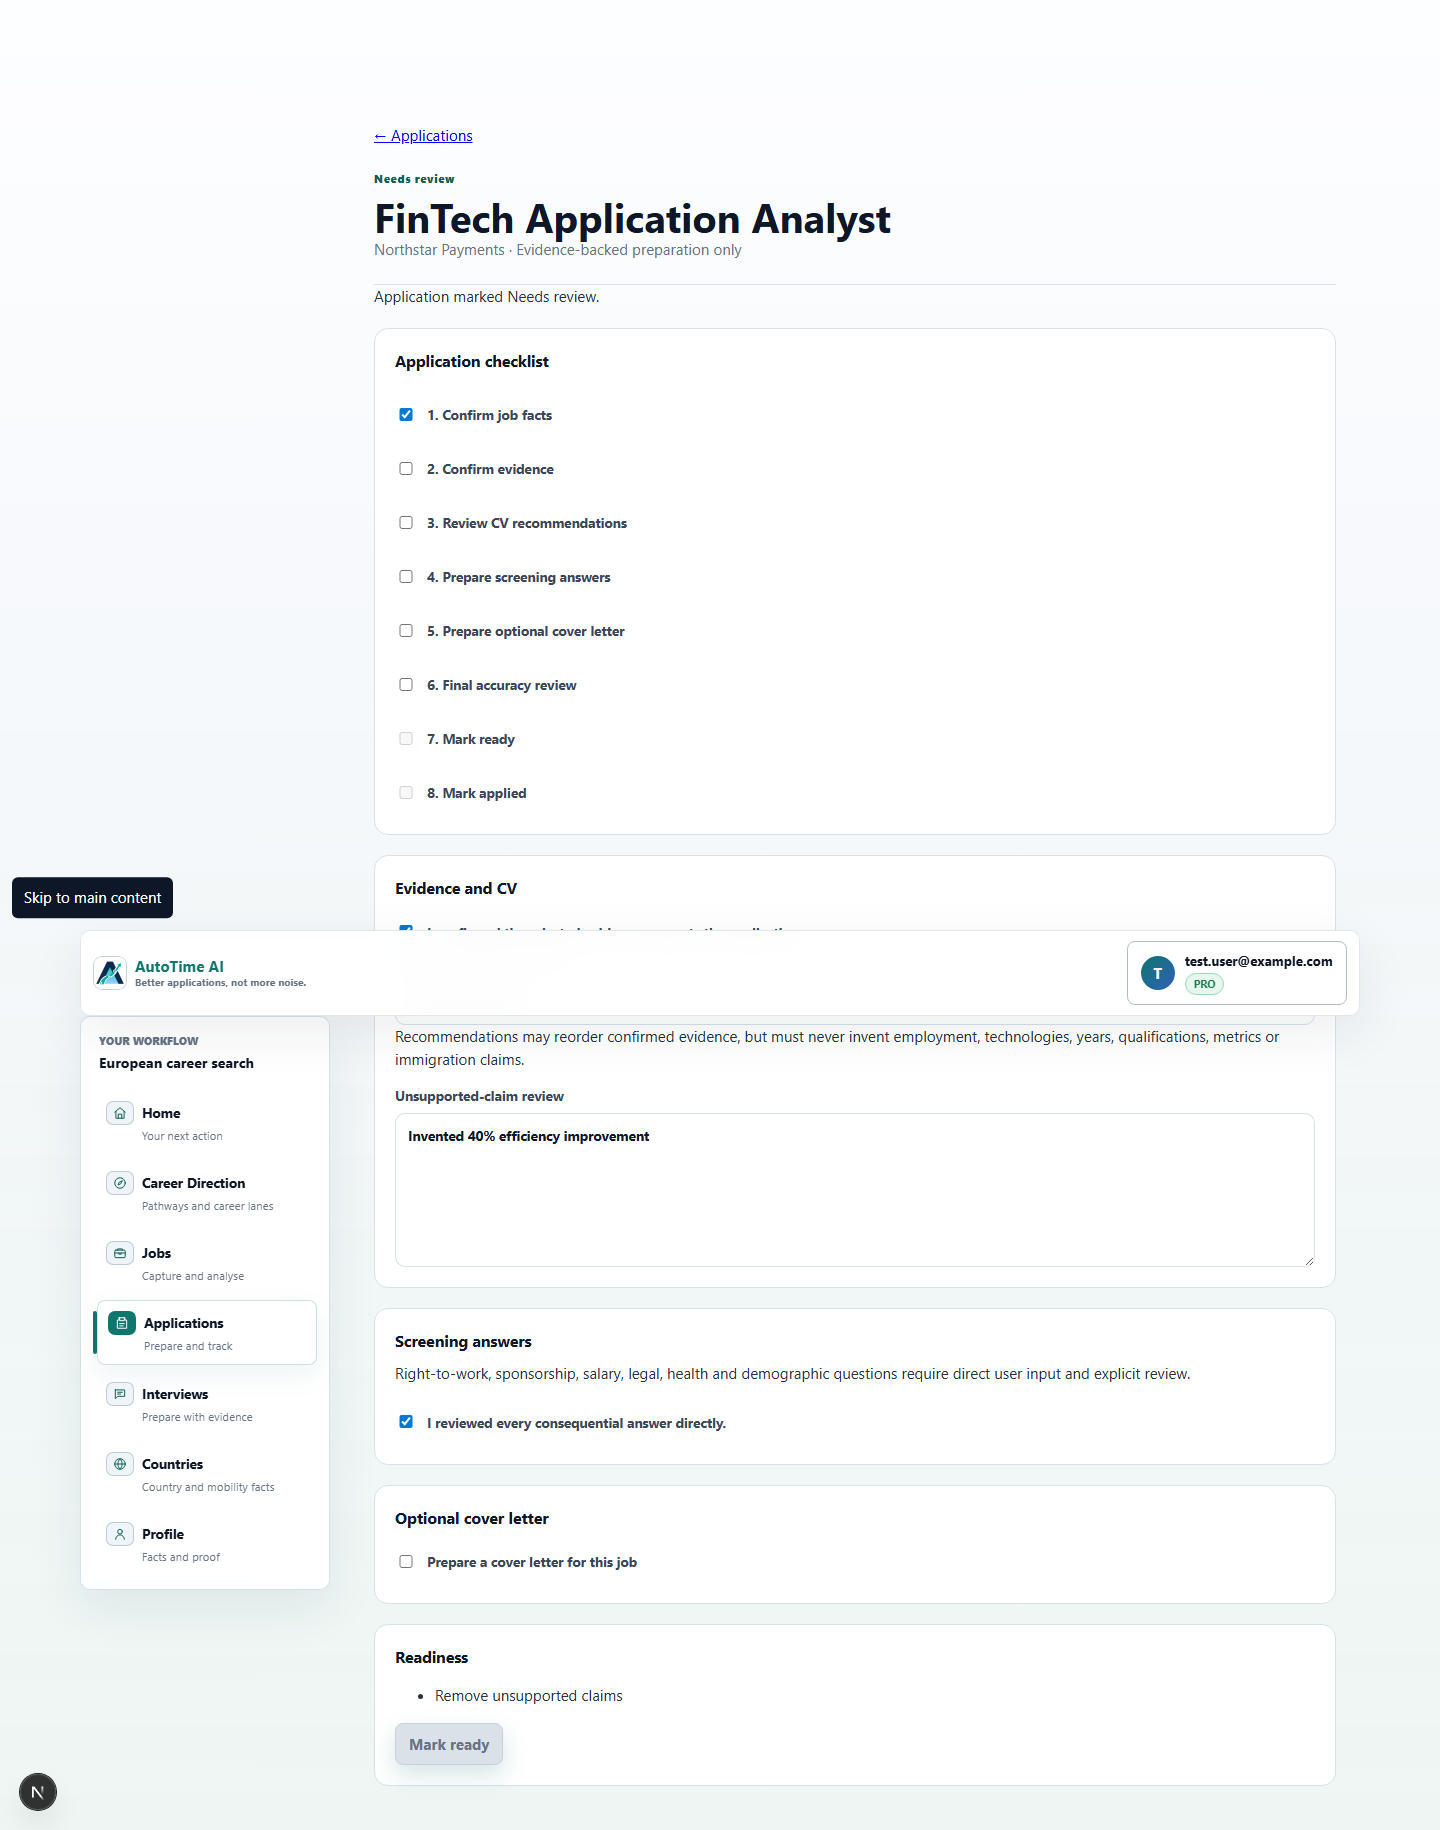 ← Applications
Needs review
FinTech Application Analyst
Northstar Payments · Evidence-backed preparation only
Application marked Needs review.
Application checklist
1. Confirm job facts
2. Confirm evidence
3. Review CV recommendations
4. Prepare screening answers
5. Prepare optional cover letter
6. Final accuracy review
7. Mark ready
8. Mark applied
Evidence and CV
Skip to main content
AutoTime AI
Better applications, not more noise.
T
test.user@example.com
PRO
Recommendations may reorder confirmed evidence, but must never invent employment, technologies, years, qualifications, metrics or
immigration claims.
Unsupported-claim review
Invented 40% efficiency improvement
YOUR WORKFLOW
European career search
Home
Your next action
Career Direction
Pathways and career lanes
Jobs
Capture and analyse
Applications
Prepare and track
Interviews
Prepare with evidence
Countries
Country and mobility facts
Profile
Facts and proof
Screening answers
Right-to-work, sponsorship, salary, legal, health and demographic questions require direct user input and explicit review.
I reviewed every consequential answer directly.
Optional cover letter
Prepare a cover letter for this job
Readiness
Remove unsupported claims
Mark ready
N